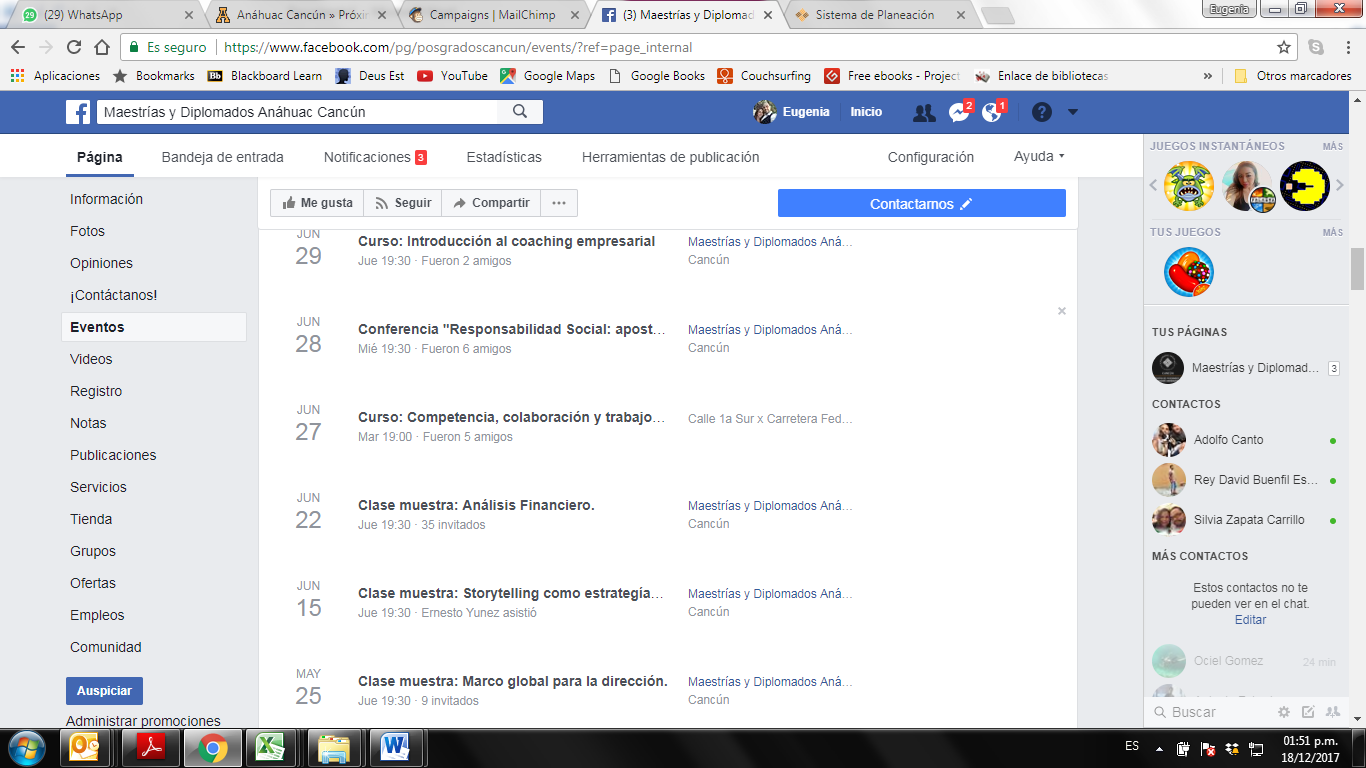 (29) WhatsApp
Anáhuac Cancún » Próxi
Campaigns | MailChimp
(3) Maestrías y Diplomad
Sistema de Planeación
Eugenia
Es seguro
https://www.facebook.com/pg/posgradoscancun/events/?ref=page_internal
Aplicaciones
Bookmarks
Bb
Blackboard Learn
Deus Est
YouTube
Google Maps
Google Books
Couchsurfing
Free ebooks - Project
Enlace de bibliotecas
»
Otros marcadores
Maestrías y Diplomados Anáhuac Cancún
Eugenia
Inicio
2
1
Página
Bandeja de entrada
Notificaciones 3
Estadísticas
Herramientas de publicación
Configuración
Ayuda
Información
Fotos
Opiniones
¡Contáctanos!
Eventos
Videos
Registro
Notas
Publicaciones
Servicios
Tienda
Grupos
Ofertas
Empleos
Comunidad
Auspiciar
Administrar promociones
Me gusta
Seguir
Compartir
Contactarnos
JUN
29
Curso: Introducción al coaching empresarial
Jue 19:30 · Fueron 2 amigos
Maestrías y Diplomados Aná…
Cancún
JUN
28
Conferencia "Responsabilidad Social: apost…
Mié 19:30 · Fueron 6 amigos
Maestrías y Diplomados Aná…
Cancún
JUN
27
Curso: Competencia, colaboración y trabajo…
Mar 19:00 · Fueron 5 amigos
Calle 1a Sur x Carretera Fed…
JUN
22
Clase muestra: Análisis Financiero.
Jue 19:30 · 35 invitados
Maestrías y Diplomados Aná…
Cancún
JUN
15
Clase muestra: Storytelling como estrategía…
Jue 19:30 · Ernesto Yunez asistió
Maestrías y Diplomados Aná…
Cancún
MAY
25
Clase muestra: Marco global para la dirección.
Jue 19:30 · 9 invitados
Maestrías y Diplomados Aná…
Cancún
JUEGOS INSTANTÁNEOS
MÁS
TUS JUEGOS
MÁS
TUS PÁGINAS
Maestrías y Diplomad… 3
CONTACTOS
Adolfo Canto
Rey David Buenfil Es…
Silvia Zapata Carrillo
MÁS CONTACTOS
Estos contactos no te
pueden ver en el chat.
Editar
Ociel Gomez
24 min
Buscar
ES
01:51 p.m.
18/12/2017